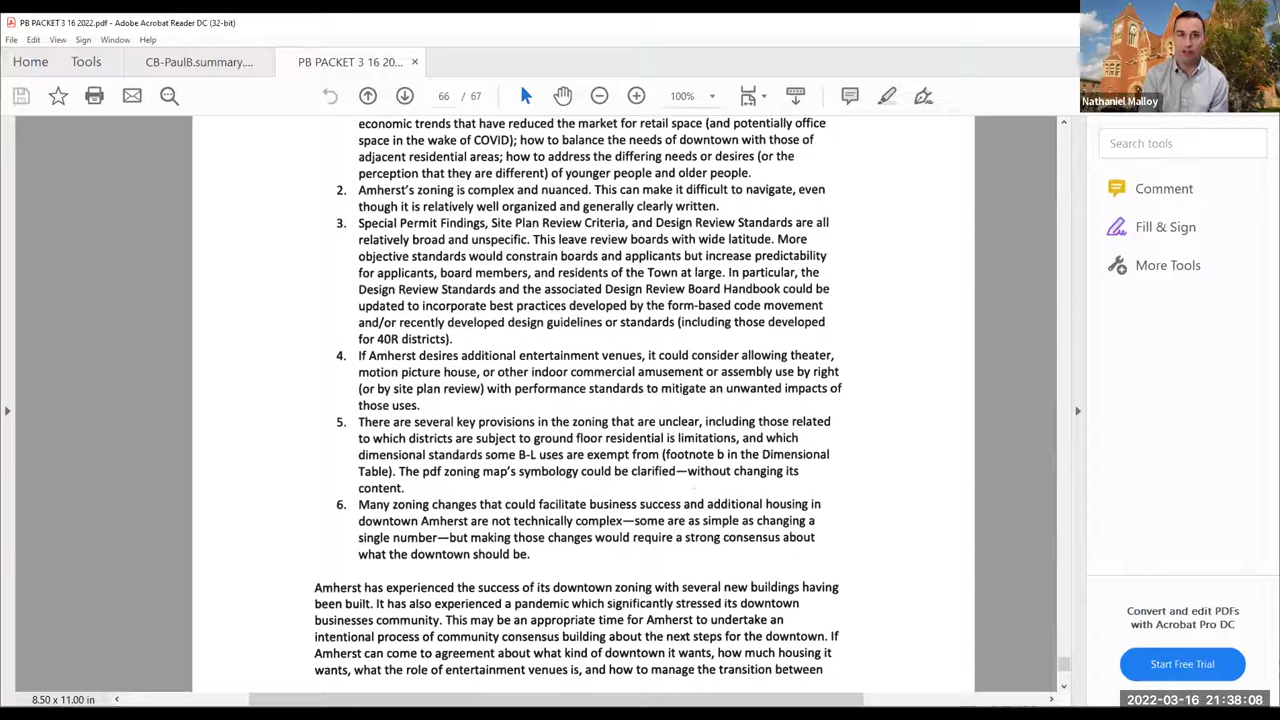 PB PACKET 3 16 2022.pdf - Adobe Acrobat Reader DC (32-bit)
File Edit View Sign Window Help
Home Tools CB-PaulB.summary.... PB PACKET 3 16 20... ×
66 / 67 100%
Nathaniel Malloy
economic trends that have reduced the market for retail space (and potentially office
space in the wake of COVID); how to balance the needs of downtown with those of
adjacent residential areas; how to address the differing needs or desires (or the
perception that they are different) of younger people and older people.
2. Amherst's zoning is complex and nuanced. This can make it difficult to navigate, even
though it is relatively well organized and generally clearly written.
3. Special Permit Findings, Site Plan Review Criteria, and Design Review Standards are all
relatively broad and unspecific. This leave review boards with wide latitude. More
objective standards would constrain boards and applicants but increase predictability
for applicants, board members, and residents of the Town at large. In particular, the
Design Review Standards and the associated Design Review Board Handbook could be
updated to incorporate best practices developed by the form-based code movement
and/or recently developed design guidelines or standards (including those developed
for 40R districts).
4. If Amherst desires additional entertainment venues, it could consider allowing theater,
motion picture house, or other indoor commercial amusement or assembly use by right
(or by site plan review) with performance standards to mitigate an unwanted impacts of
those uses.
5. There are several key provisions in the zoning that are unclear, including those related
to which districts are subject to ground floor residential is limitations, and which
dimensional standards some B-L uses are exempt from (footnote b in the Dimensional
Table). The pdf zoning map's symbology could be clarified—without changing its
content.
6. Many zoning changes that could facilitate business success and additional housing in
downtown Amherst are not technically complex—some are as simple as changing a
single number—but making those changes would require a strong consensus about
what the downtown should be.
Amherst has experienced the success of its downtown zoning with several new buildings having
been built. It has also experienced a pandemic which significantly stressed its downtown
businesses community. This may be an appropriate time for Amherst to undertake an
intentional process of community consensus building about the next steps for the downtown. If
Amherst can come to agreement about what kind of downtown it wants, how much housing it
wants, what the role of entertainment venues is, and how to manage the transition between
8.50 x 11.00 in
Search tools
Comment
Fill & Sign
More Tools
Convert and edit PDFs
with Acrobat Pro DC
Start Free Trial
2022-03-16 21:38:08